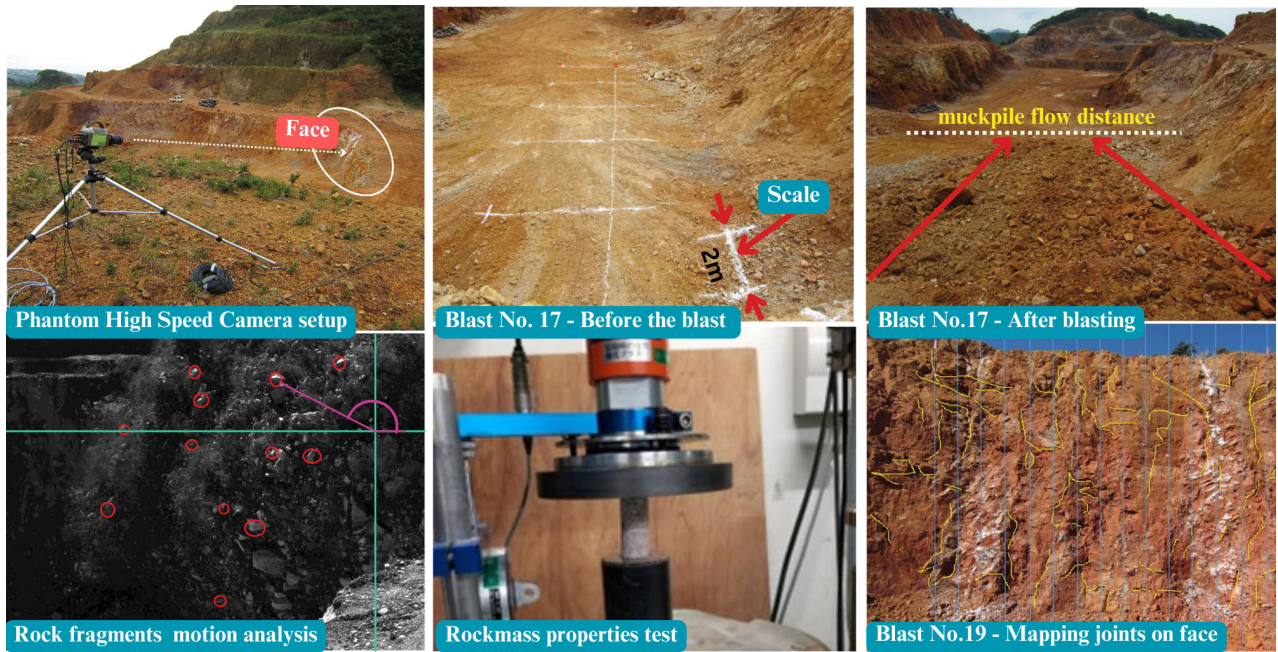 Face
Phantom High Speed Camera setup
Scale
2m
Blast No. 17 - Before the blast
muckpile flow distance
Blast No.17 - After blasting
Rock fragments motion analysis
Rockmass properties test
Blast No.19 - Mapping joints on face